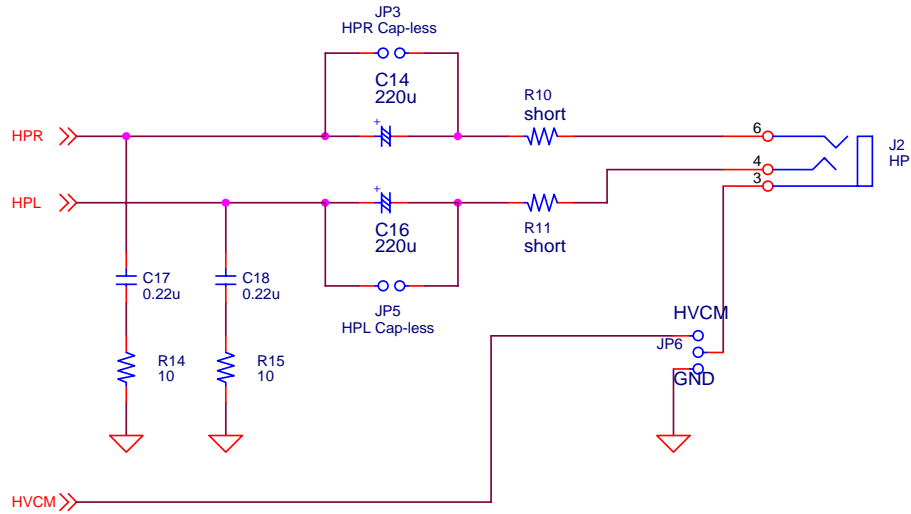 JP3
HPR Cap-less
C14
220u
+
R10
short
HPR
6
J2
HP
4
3
HPL
+
C16
220u
R11
short
C17
0.22u
C18
0.22u
JP5
HPL Cap-less
HVCM
JP6
GND
R14
10
R15
10
HVCM